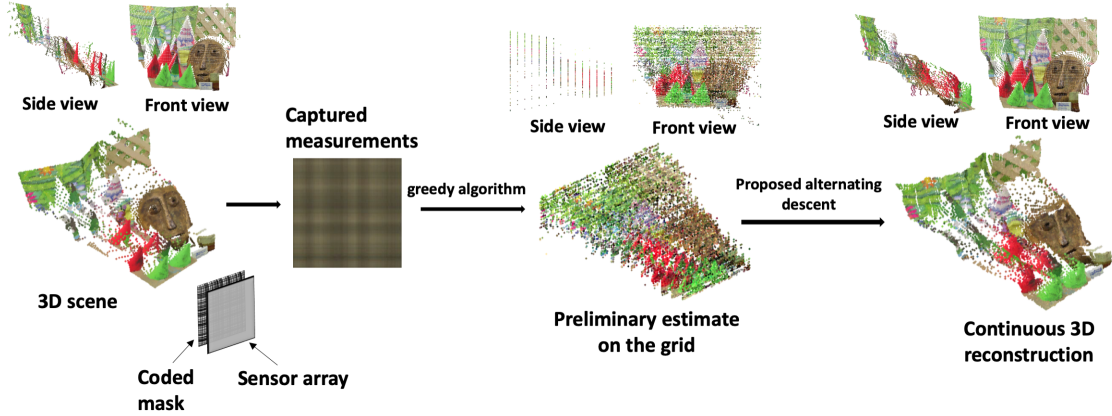 Side view
Front view
3D scene
Coded
mask
Sensor array
Captured
measurements
greedy algorithm
Side view
Front view
Preliminary estimate
on the grid
Proposed alternating
descent
Side view
Front view
Continuous 3D
reconstruction